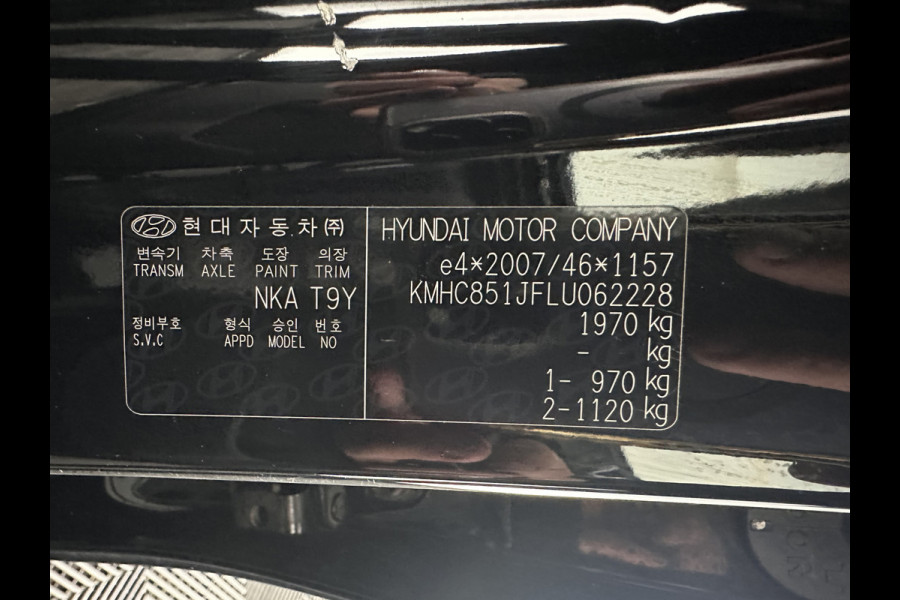 현대자동차㈜
변속기 차축 도장 의장
TRANSM AXLE PAINT TRIM
NKA T9Y
정비부호 형식 승인 번호
S.V.C APPD MODEL NO
HYUNDAI MOTOR COMPANY
e4*2007/46*1157
KMHC851JFLU062228
1970 kg
- kg
1- 970 kg
2-1120 kg